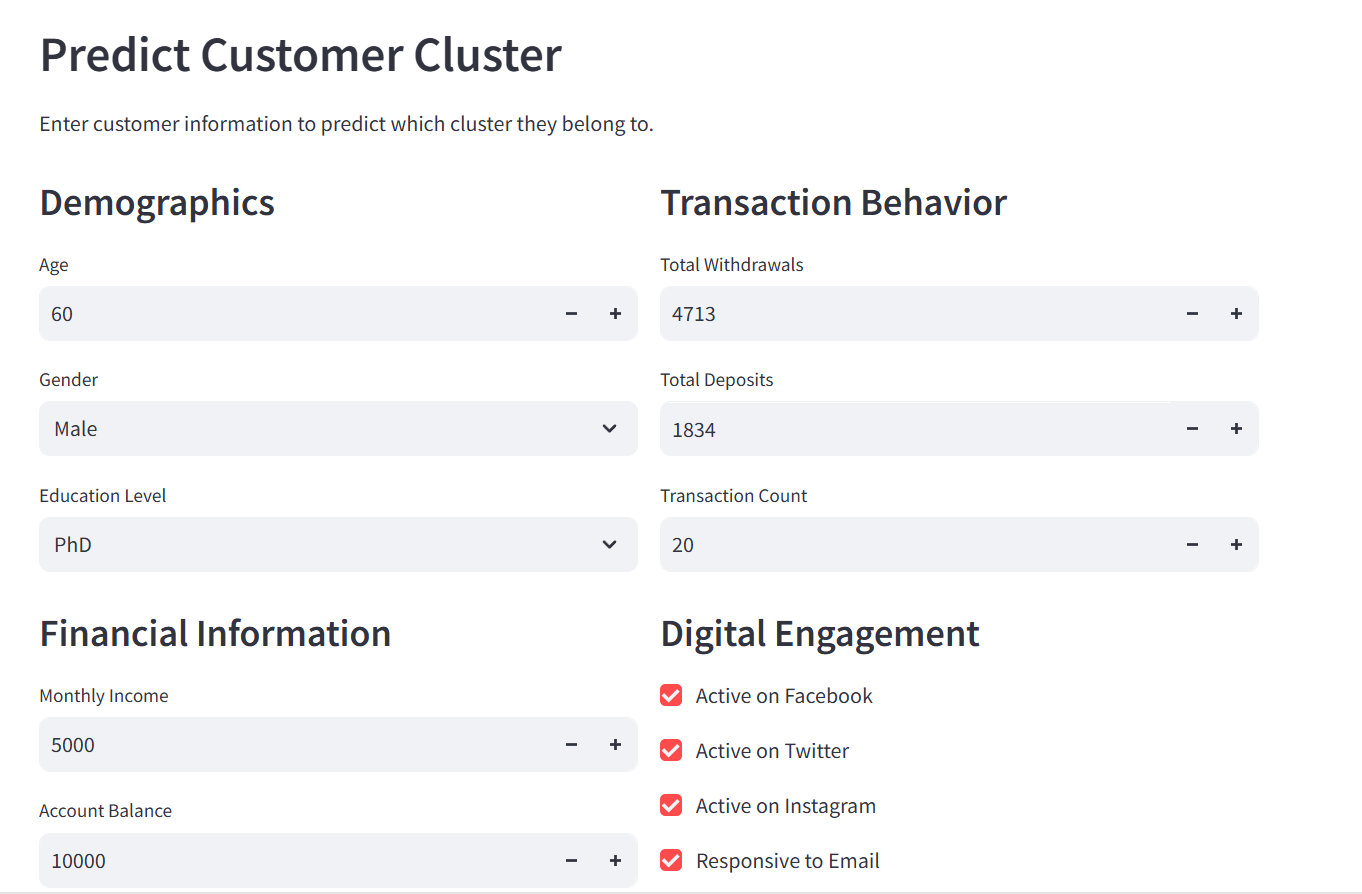 Predict Customer Cluster
Enter customer information to predict which cluster they belong to.
Demographics
Age
60
Gender
Male
Education Level
PhD
Financial Information
Monthly Income
5000
Account Balance
10000
Transaction Behavior
Total Withdrawals
4713
Total Deposits
1834
Transaction Count
20
Digital Engagement
Active on Facebook
Active on Twitter
Active on Instagram
Responsive to Email